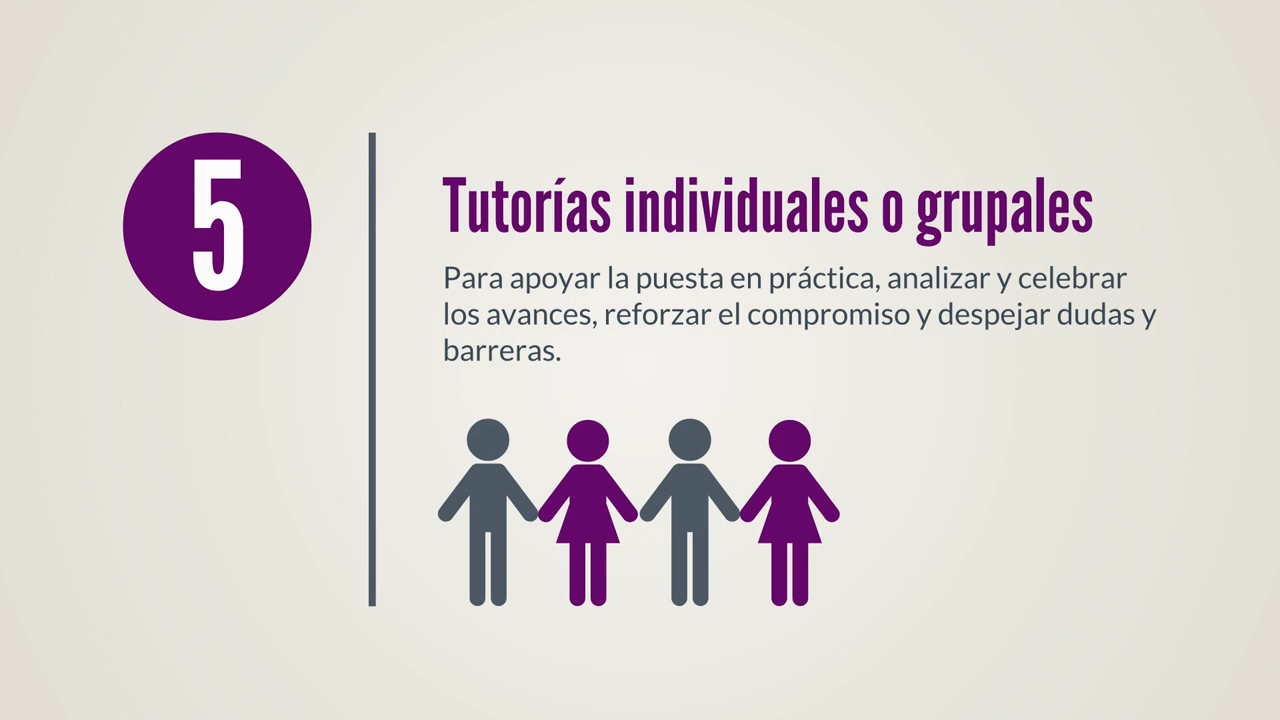 5
Tutorías individuales o grupales
Para apoyar la puesta en práctica, analizar y celebrar
los avances, reforzar el compromiso y despejar dudas y
barreras.